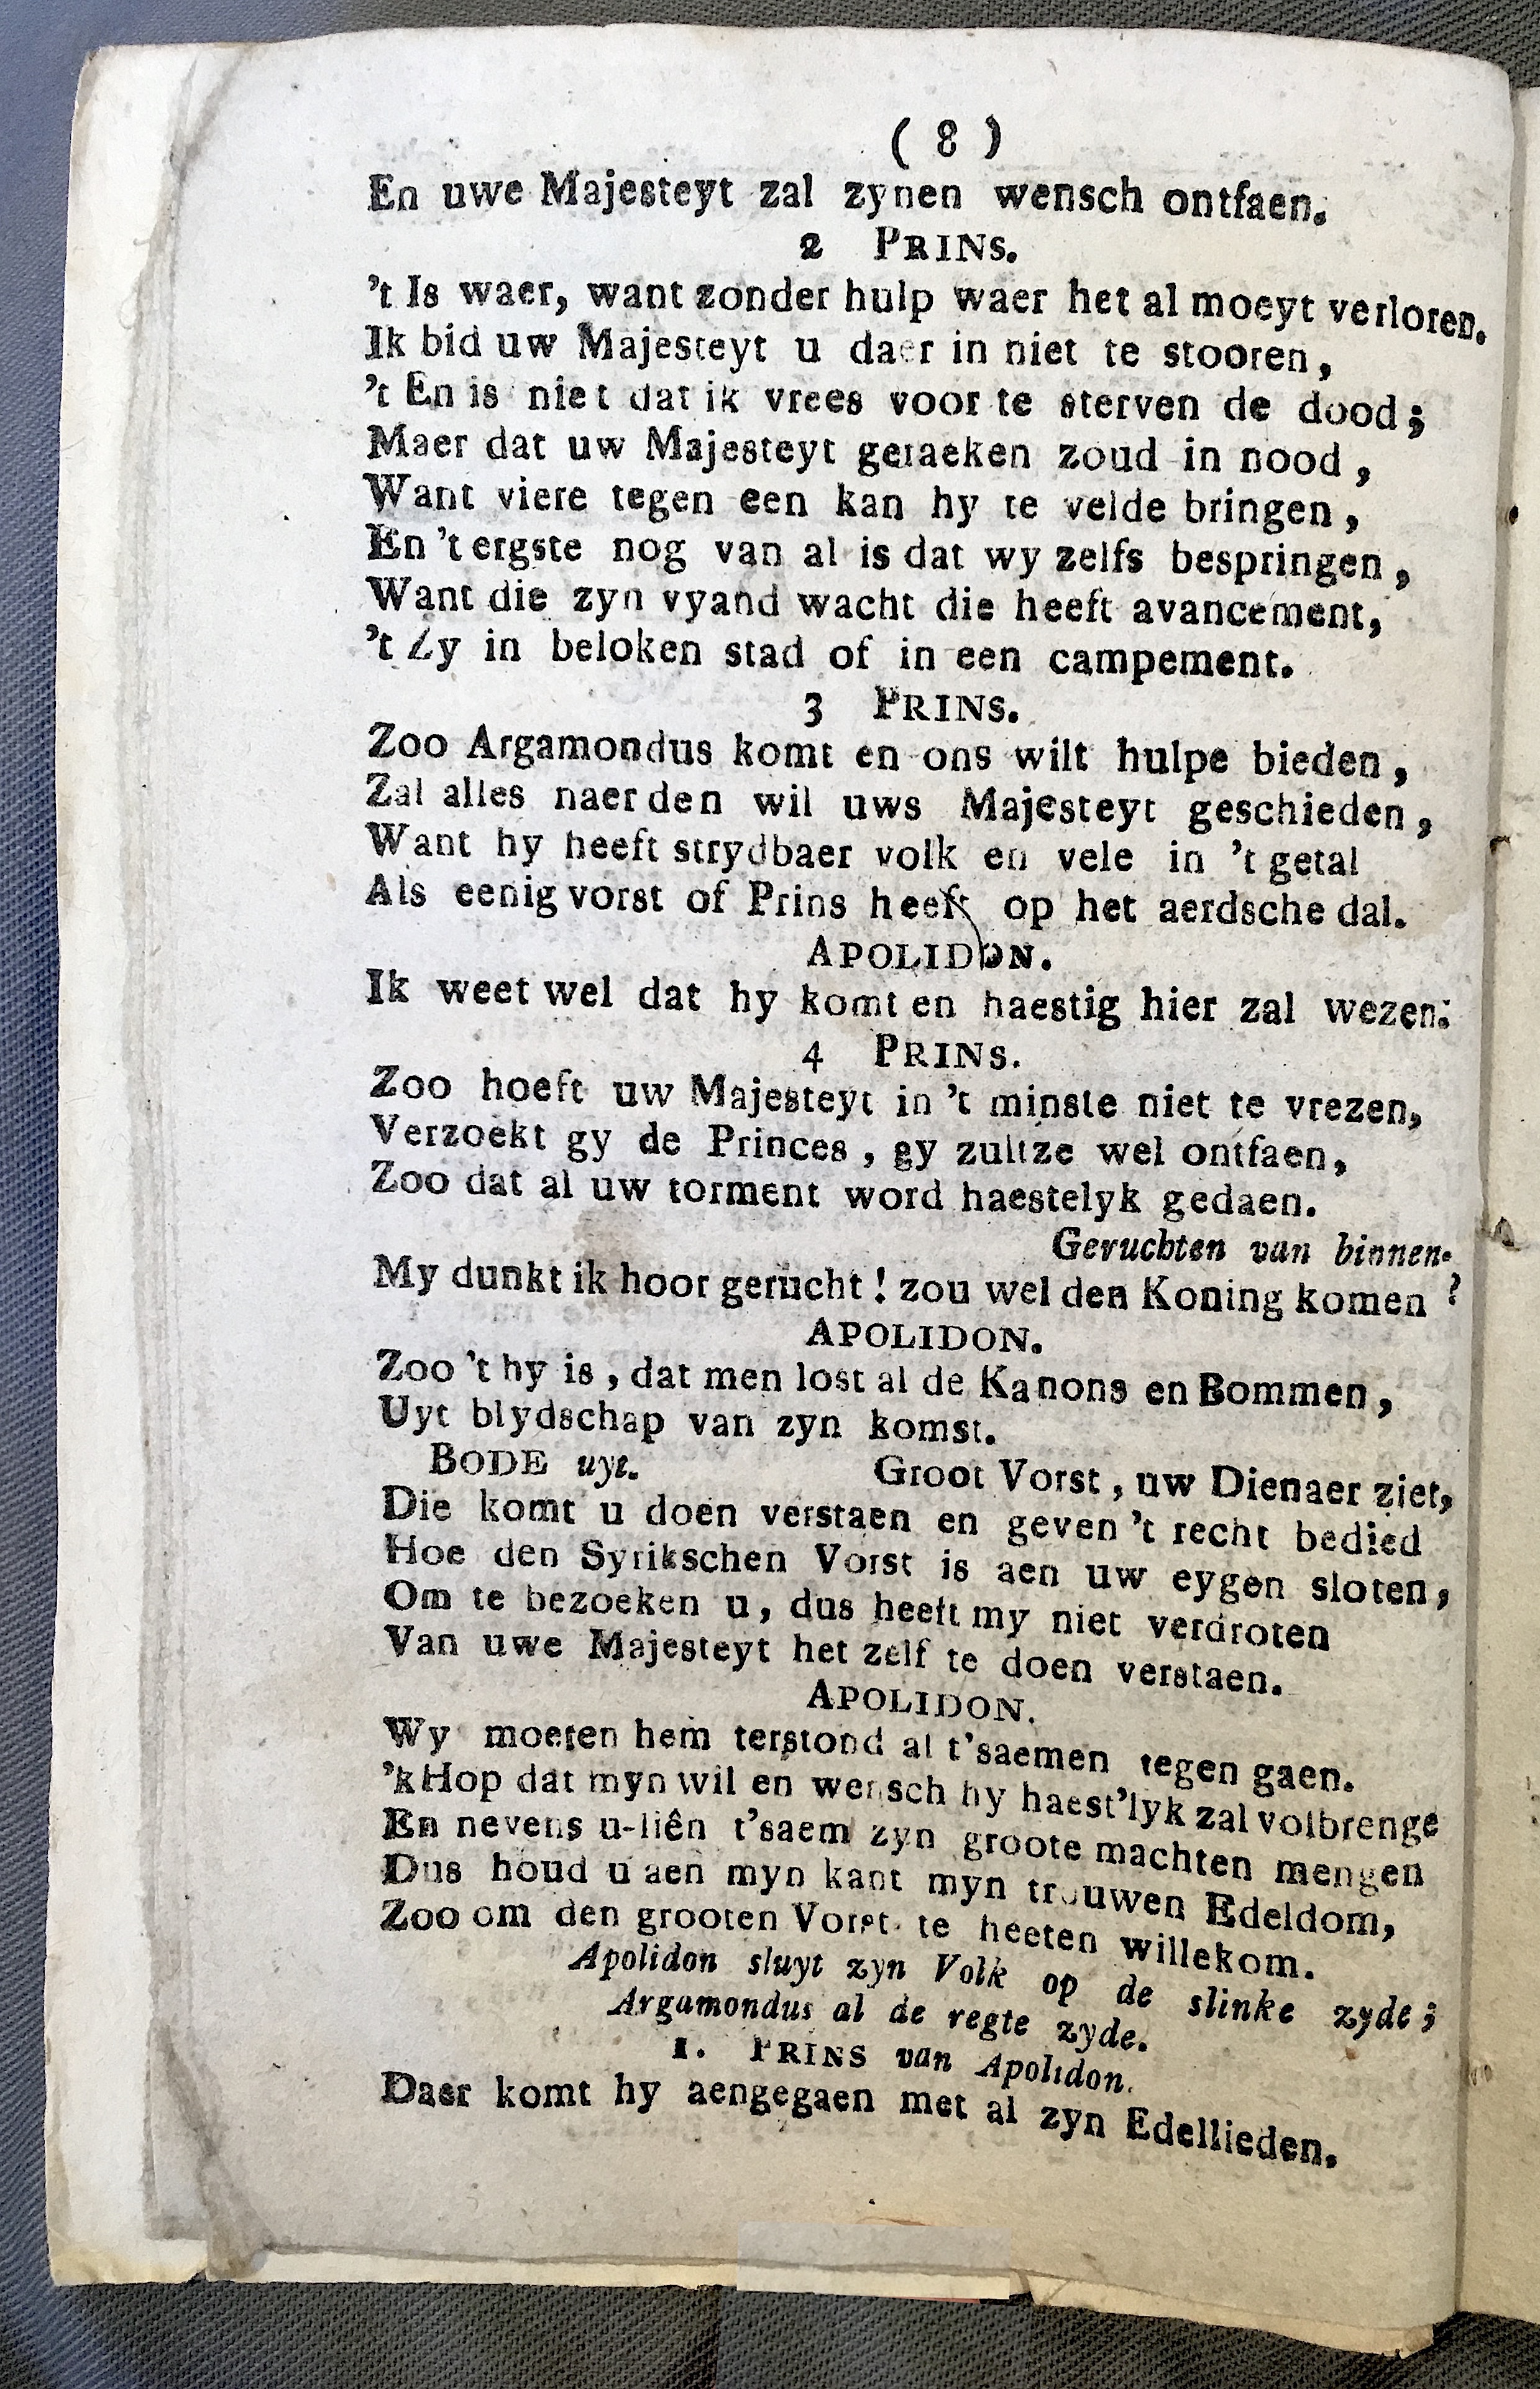 ( 8 )
En uwe Majesteyt zal zynen wensch ontfaen.
2 PRINS.
't Is waer, want zonder hulp waer het al moeyt verloren.
Ik bid uw Majesteyt u daer in niet te stooren,
't En is niet dat ik vrees voor te sterven de dood;
Maer dat uw Majesteyt geraeken zoud in nood,
Want viere tegen een kan hy te velde bringen,
En 't ergste nog van al is dat wy zelfs bespringen,
Want die zyn vyand wacht die heeft avancement,
't Zy in beloken stad of in een campement.
3 PRINS.
Zoo Argamondus komt en ons wilt hulpe bieden,
Zal alles naer den wil uws Majesteyt geschieden,
Want hy heeft strydbaer volk en vele in 't getal
Als eenig vorst of Prins heeft op het aerdsche dal.
APOLIDON.
Ik weet wel dat hy komt en haestig hier zal wezen.
4 PRINS.
Zoo hoeft uw Majesteyt in 't minste niet te vrezen,
Verzoekt gy de Princes, gy zultze wel ontfaen,
Zoo dat al uw torment word haestelyk gedaen.
Geruchten van binnen.
My dunkt ik hoor gerucht! zou wel den Koning komen?
APOLIDON.
Zoo 't hy is, dat men lost al de Kanons en Bommen,
Uyt blydschap van zyn komst.
BODE uyt. Groot Vorst, uw Dienaer ziet,
Die komt u doen verstaen en geven 't recht bedied
Hoe den Syrikschen Vorst is aen uw eygen sloten,
Om te bezoeken u, dus heeft my niet verdroten
Van uwe Majesteyt het zelf te doen verstaen.
APOLIDON.
Wy moeten hem terstond al t'saemen tegen gaen.
'k Hop dat myn wil en wensch hy haest'lyk zal volbrenge
En nevens u-liên t'saem zyn groote machten mengen
Dus houd u aen myn kant myn trouwen Edeldom,
Zoo om den grooten Vorst te heeten willekom.
Apolidon sluyt zyn Volk op de slinke zyde;
Argamondus al de regte zyde.
1. PRINS van Apolidon.
Daer komt hy aengegaen met al zyn Edellieden.